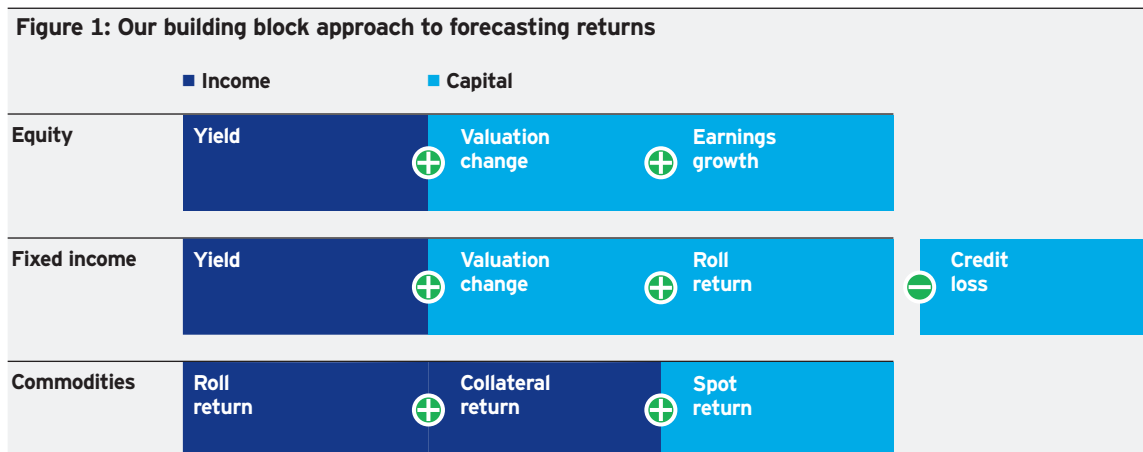 Figure 1: Our building block approach to forecasting returns
Income
Capital
Equity
Yield
Valuation
change
Earnings
growth
Fixed income
Yield
Valuation
change
Roll
return
Credit
loss
Commodities
Roll
return
Collateral
return
Spot
return